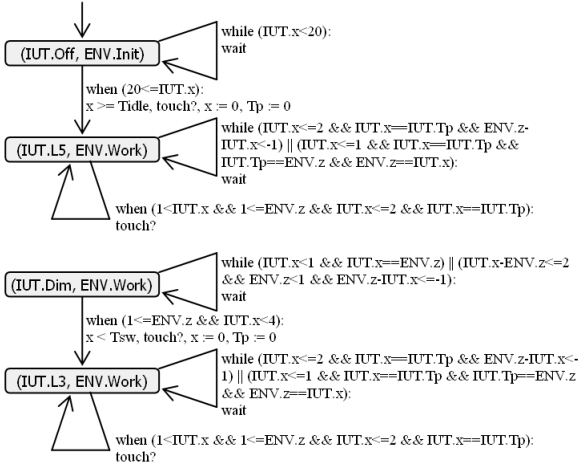 while (IUT.x<20):
wait
(IUT.Off, ENV.Init)
when (20<=IUT.x):
x >= Tidle, touch?, x := 0, Tp := 0
while (IUT.x<=2 && IUT.x==IUT.Tp && ENV.z-
IUT.x<-1) || (IUT.x<=1 && IUT.x==IUT.Tp &&
IUT.Tp==ENV.z && ENV.z==IUT.x):
wait
(IUT.L5, ENV.Work)
when (1<IUT.x && 1<=ENV.z && IUT.x<=2 && IUT.x==IUT.Tp):
touch?
while (IUT.x<1 && IUT.x==ENV.z) || (IUT.x-ENV.z<=2
&& ENV.z<1 && ENV.z-IUT.x<=-1):
wait
(IUT.Dim, ENV.Work)
when (1<=ENV.z && IUT.x<4):
x < Tsw, touch?, x := 0, Tp := 0
while (IUT.x<=2 && IUT.x==IUT.Tp && ENV.z-IUT.x<-
1) || (IUT.x<=1 && IUT.x==IUT.Tp && IUT.Tp==ENV.z
&& ENV.z==IUT.x):
wait
(IUT.L3, ENV.Work)
when (1<IUT.x && 1<=ENV.z && IUT.x<=2 && IUT.x==IUT.Tp):
touch?